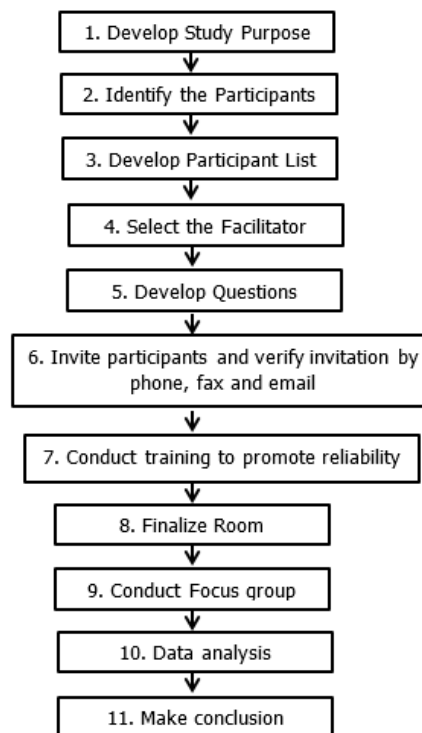 1. Develop Study Purpose
2. Identify the Participants
3. Develop Participant List
4. Select the Facilitator
5. Develop Questions
6. Invite participants and verify invitation by
phone, fax and email
7. Conduct training to promote reliability
8. Finalize Room
9. Conduct Focus group
10. Data analysis
11. Make conclusion